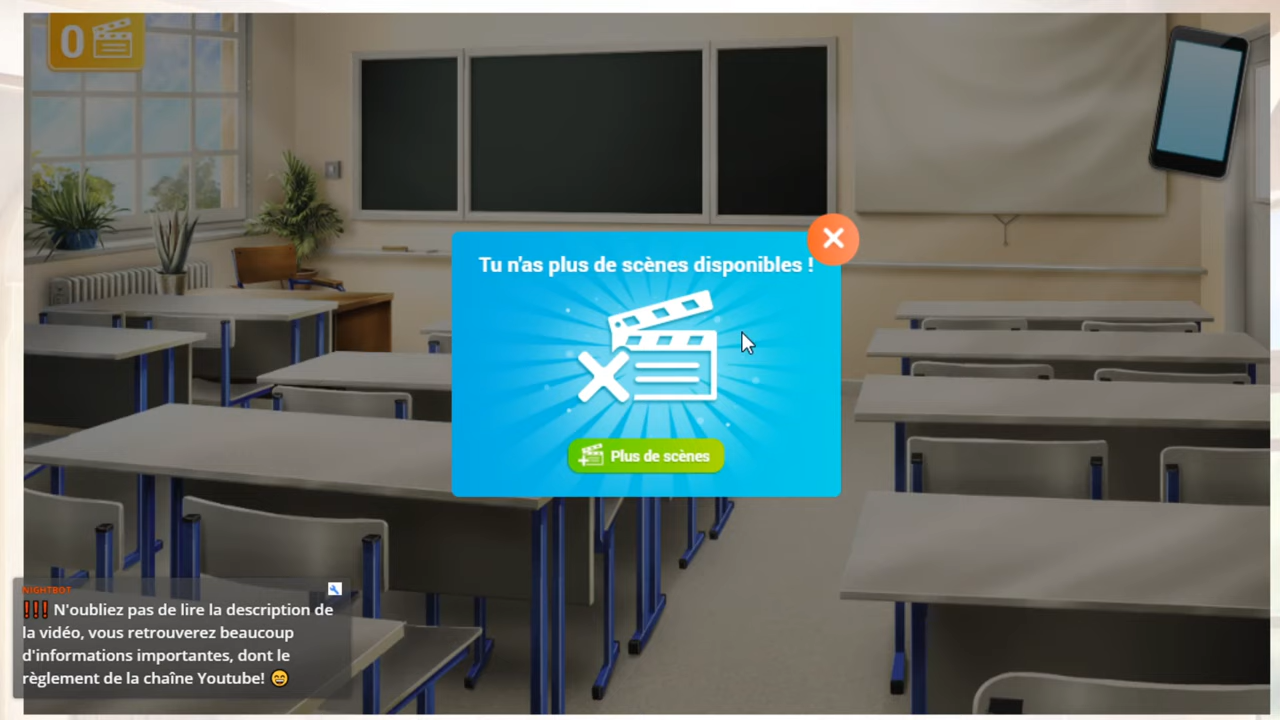 0
Tu n'as plus de scènes disponibles !
Plus de scènes
NIGHTBOT
!!! N'oubliez pas de lire la description de
la vidéo, vous retrouverez beaucoup
d'informations importantes, dont le
règlement de la chaîne Youtube! 😄